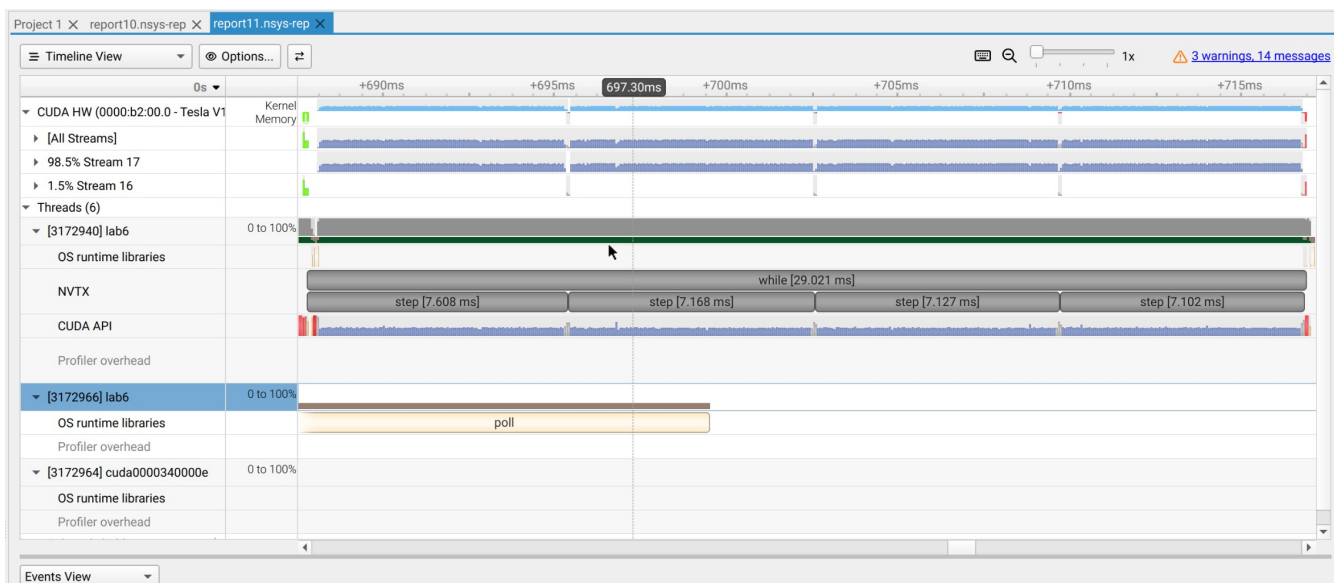 Project 1 × report10.nsys-rep × report11.nsys-rep ×
Timeline View Options... 1x 3 warnings, 14 messages
0s +690ms +695ms 697.30ms +700ms +705ms +710ms +715ms
CUDA HW (0000:b2:00.0 - Tesla V1 Kernel
Memory
[All Streams]
98.5% Stream 17
1.5% Stream 16
Threads (6)
[3172940] lab6 0 to 100%
OS runtime libraries
NVTX
while [29.021 ms]
step [7.608 ms] step [7.168 ms] step [7.127 ms] step [7.102 ms]
CUDA API
Profiler overhead
[3172966] lab6 0 to 100%
OS runtime libraries poll
Profiler overhead
[3172964] cuda0000340000e 0 to 100%
OS runtime libraries
Profiler overhead
Events View